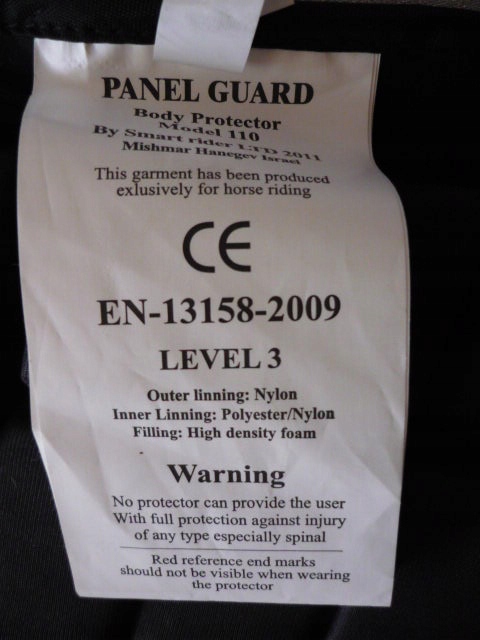 PANEL GUARD
Body Protector
Model 110
By Smart rider LTD 2011
Mishmar Hanegev Israel
This garment has been produced
exlusively for horse riding
CE
EN-13158-2009
LEVEL 3
Outer linning: Nylon
Inner Linning: Polyester/Nylon
Filling: High density foam
Warning
No protector can provide the user
With full protection against injury
of any type especially spinal
Red reference end marks
should not be visible when wearing
the protector